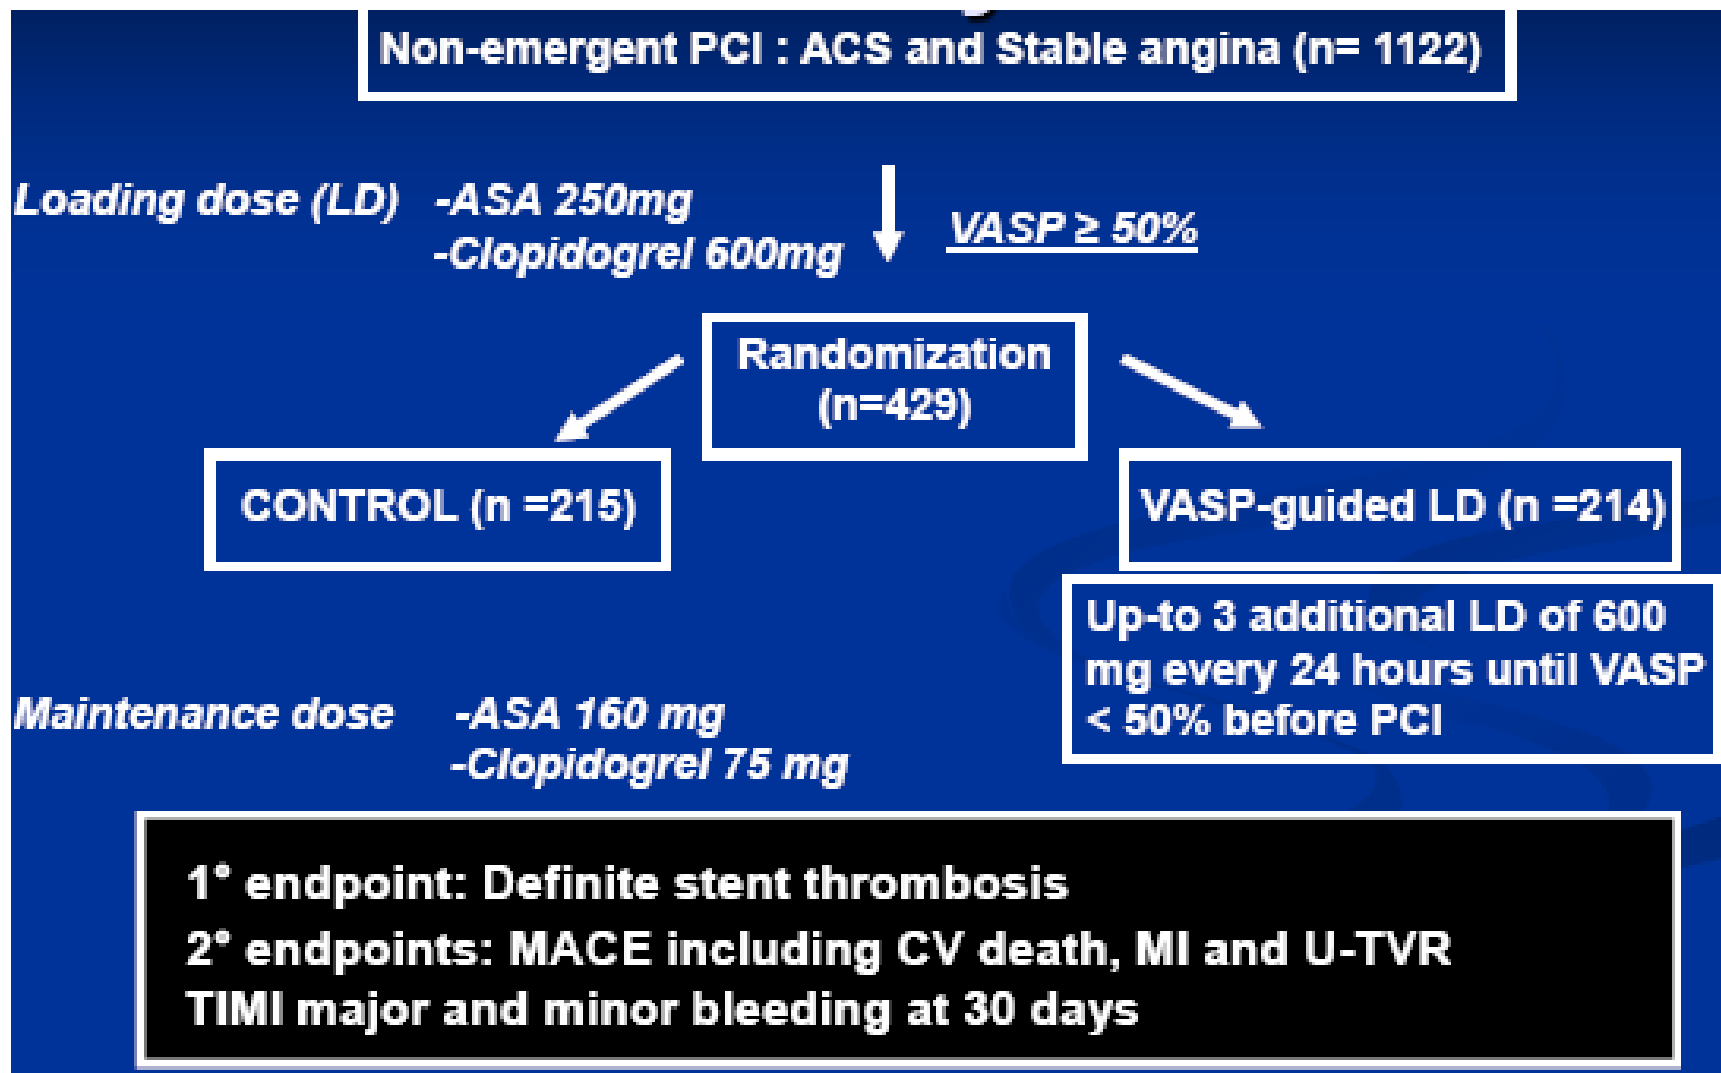 Non-emergent PCI : ACS and Stable angina (n= 1122)
Loading dose (LD) -ASA 250mg
-Clopidogrel 600mg
VASP ≥ 50%
Randomization
(n=429)
CONTROL (n =215)
VASP-guided LD (n =214)
Up-to 3 additional LD of 600
mg every 24 hours until VASP
< 50% before PCI
Maintenance dose -ASA 160 mg
-Clopidogrel 75 mg
1° endpoint: Definite stent thrombosis
2° endpoints: MACE including CV death, MI and U-TVR
TIMI major and minor bleeding at 30 days